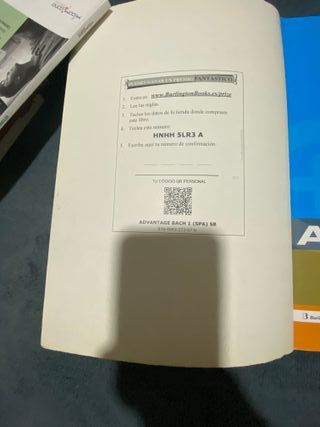 ¡PUEDES GANAR UN PREMIO FANTÁSTICO!
1. Entra en www.BurlingtonBooks.es/prize
2. Lee las reglas.
3. Teclea los datos de la tienda donde compraste
este libro.
4. Teclea este número:
HNHH SLR3 A
5. Escribe aquí tu número de confirmación:
TU CÓDIGO QR PERSONAL
ADVANTAGE BACH 1 (SPA) SB
A
B Burli